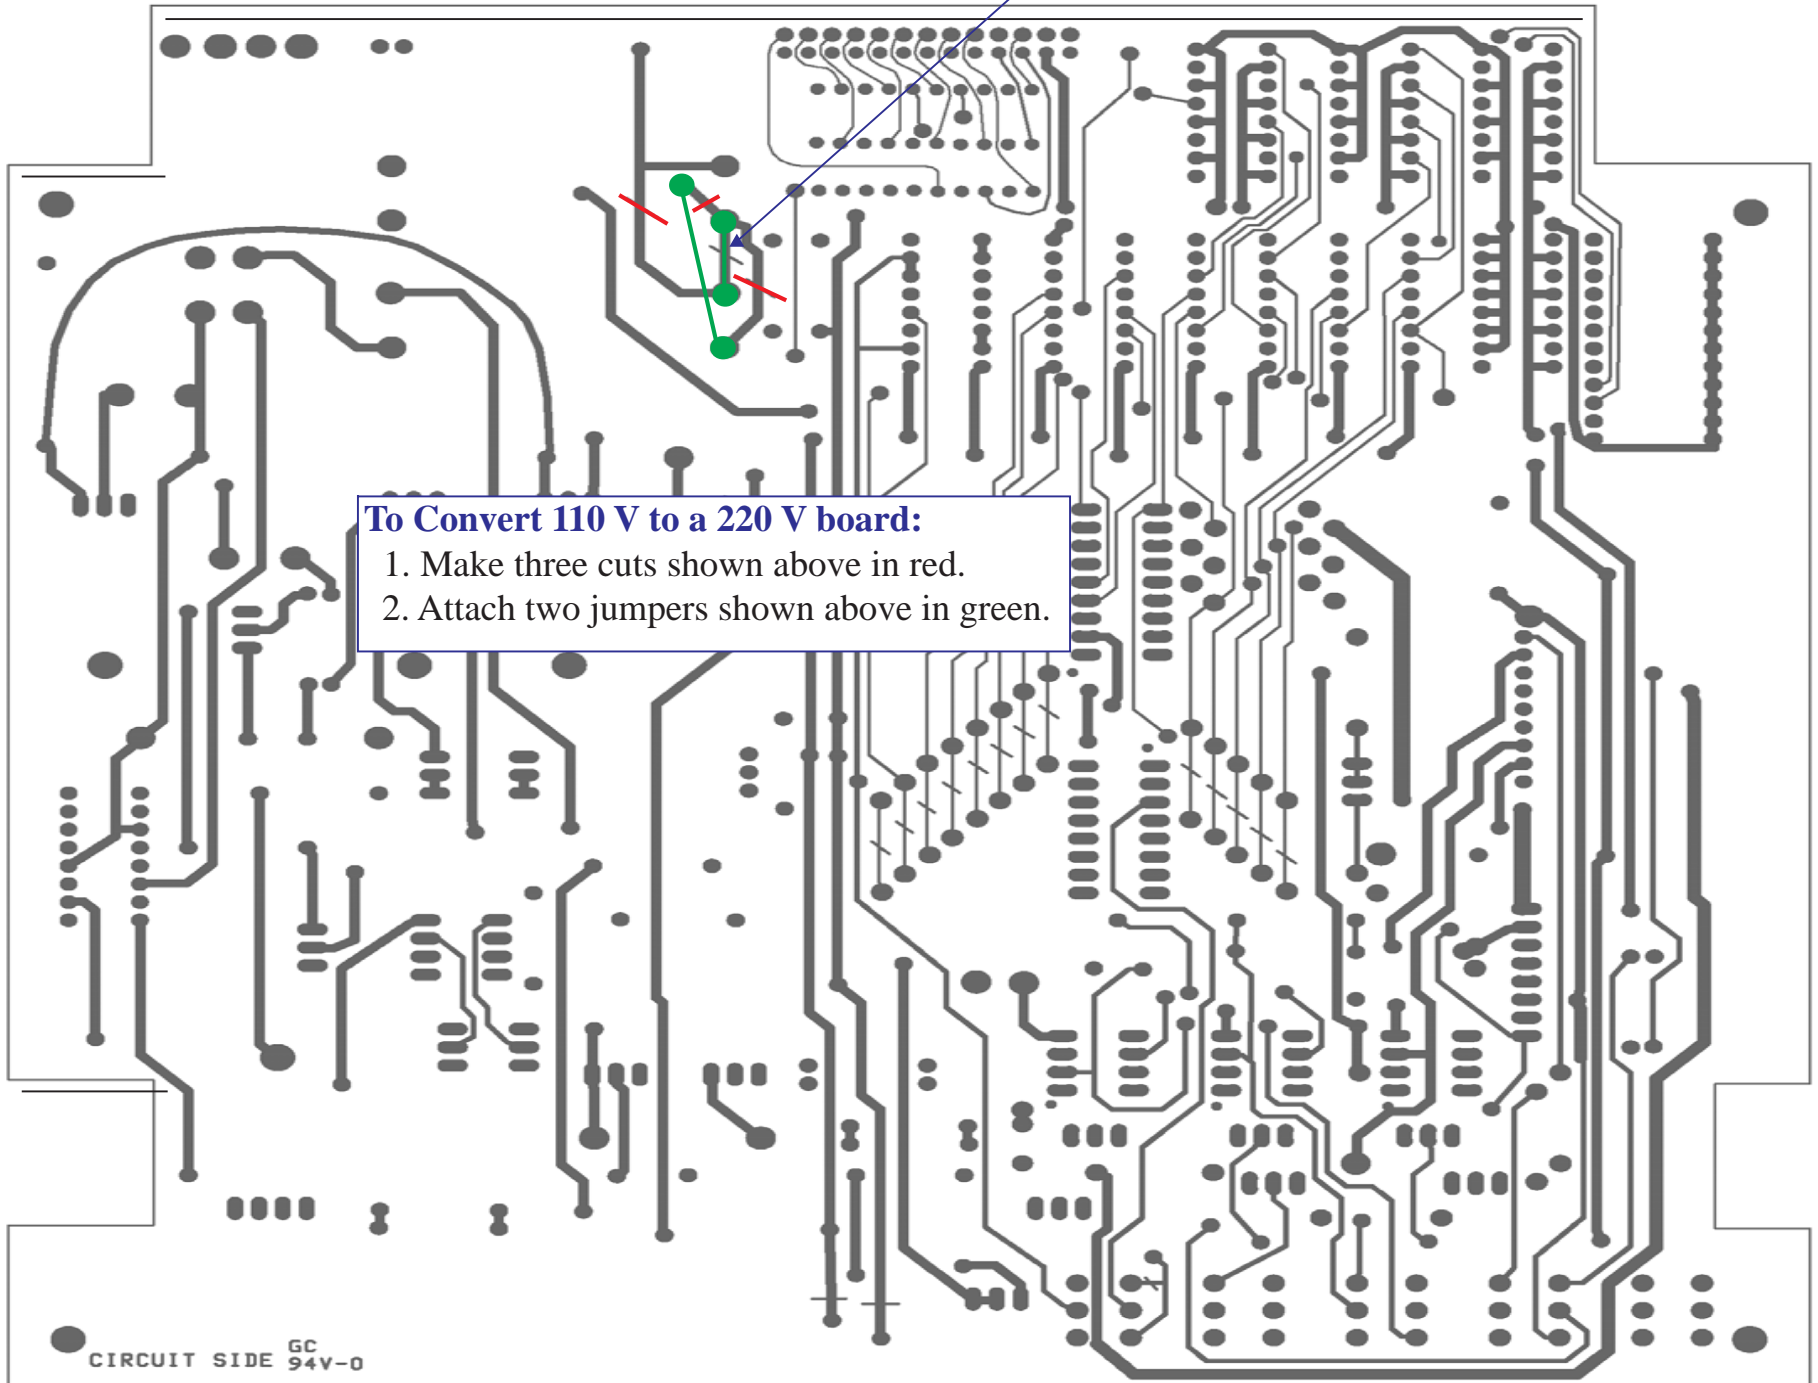 To Convert 110 V to a 220 V board:
1. Make three cuts shown above in red.
2. Attach two jumpers shown above in green.
CIRCUIT SIDE GC
94V-0